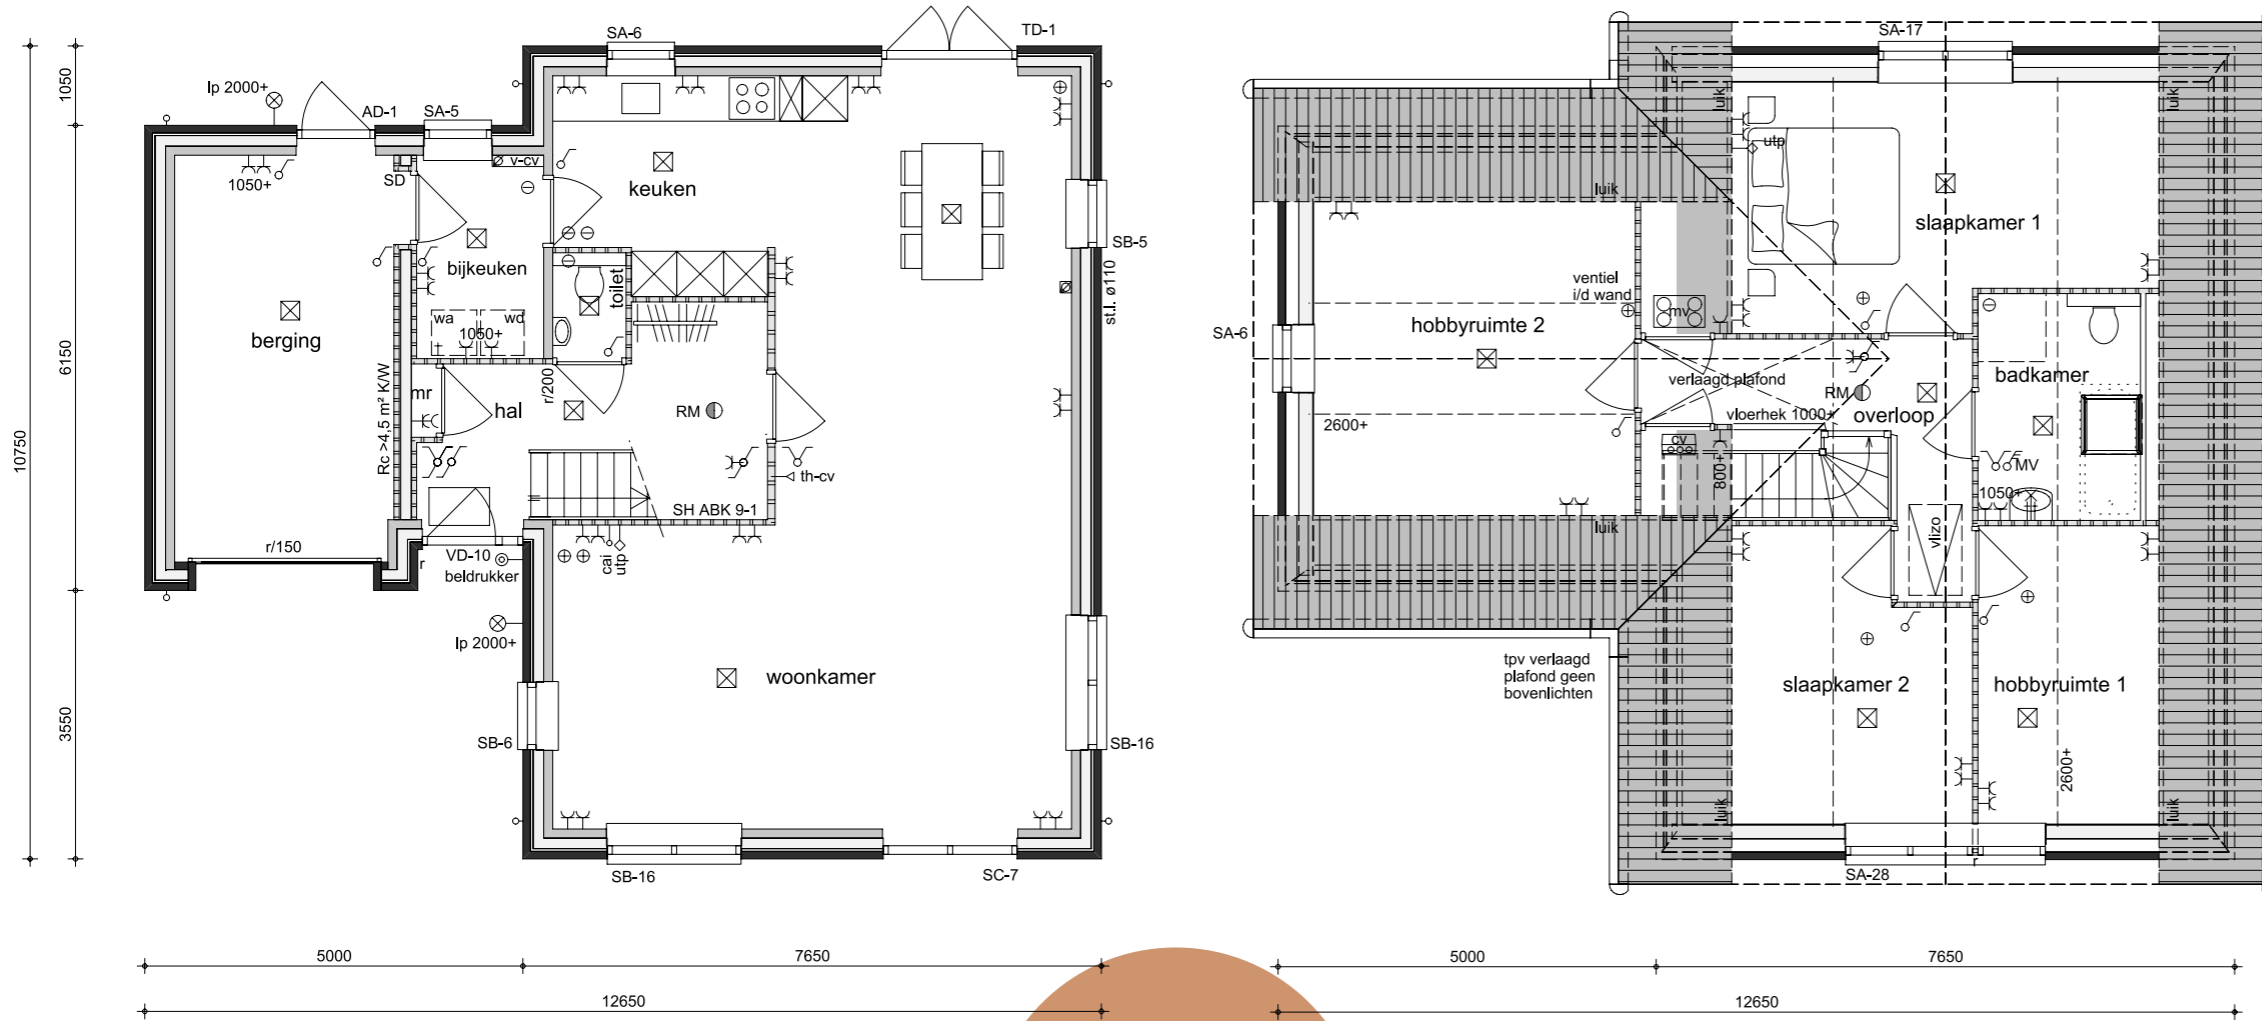 SA-6
TD-1
SA-17
lp 2000+
AD-1
SA-5
1050
v-cv
SD
1050+
keuken
luik
luik
utp
slaapkamer 1
luik
SB-5
bijkeuken
toilet
st.l. ø110
ventiel
i/d wand
mv
wa
wd
1050+
berging
hobbyruimte 2
SA-6
10750
6150
Rc >4,5 m² K/W
mr
hal
r/200
RM
verlaagd plafond
RM
badkamer
vloerhek 1000+
overloop
2600+
cv
800+
MV
1050+
th-cv
SH ABK 9-1
r/150
VD-10
r
beldrukker
cai
utp
luik
vlizo
lp 2000+
3550
woonkamer
tpv verlaagd
plafond geen
bovenlichten
slaapkamer 2
hobbyruimte 1
SB-6
SB-16
2600+
luik
luik
SB-16
SC-7
SA-28
r
5000
7650
5000
7650
12650
12650